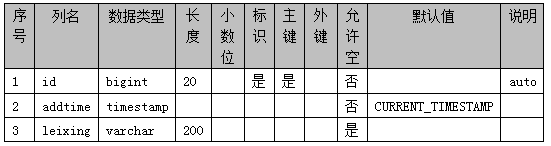 序号 列名 数据类型 长度 小数位 标识 主键 外键 允许空 默认值 说明
1 id bigint 20 是 是 否 auto
2 addtime timestamp 否 CURRENT_TIMESTAMP
3 leixing varchar 200 是